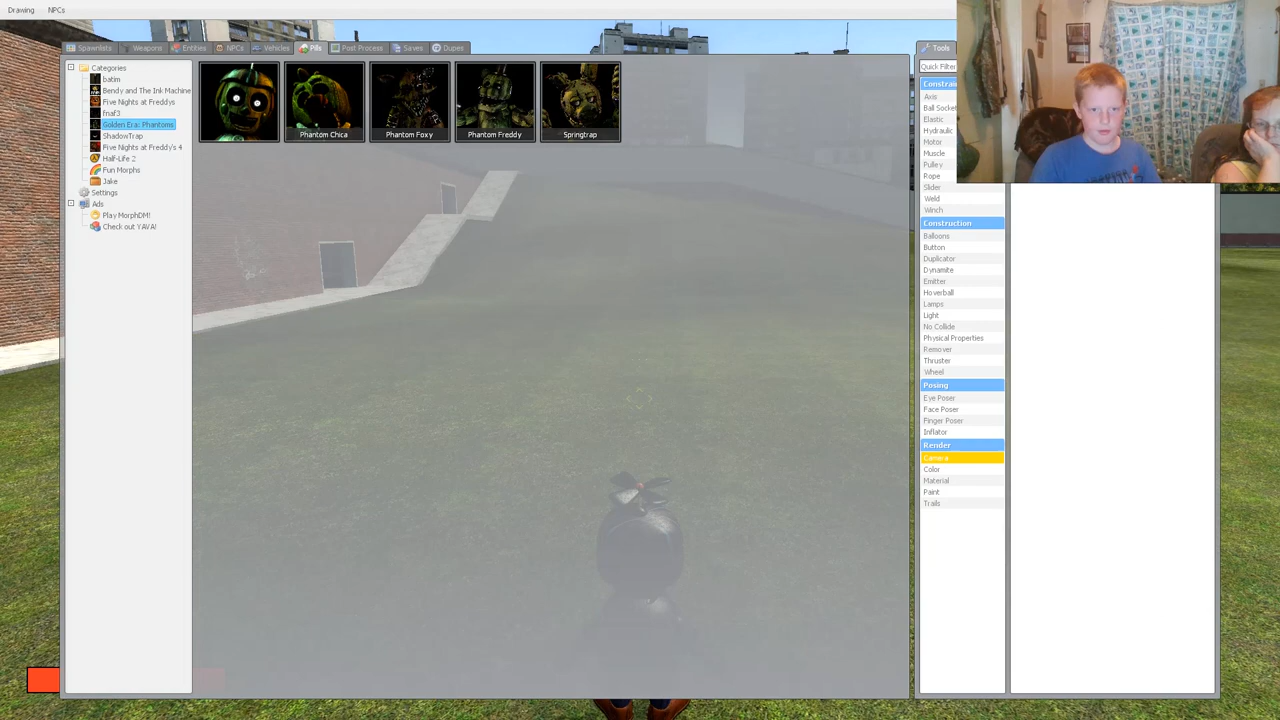 Drawing NPCs
Spawnlists Weapons Entities NPCs Vehicles Pills Post Process Saves Dupes
Categories
batim
Bendy and The Ink Machine
Five Nights at Freddys
fnaf3
Golden Era: Phantoms
ShadowTrap
Five Nights at Freddy's 4
Half-Life 2
Fun Morphs
Jake
Settings
Ads
Play MorphDM!
Check out YAVA!
Phantom Chica
Phantom Foxy
Phantom Freddy
Springtrap
Tools
Quick Filter
Axis
Elastic
Hydraulic
Motor
Muscle
Pulley
Rope
Slider
Weld
Winch
Construction
Balloons
Button
Duplicator
Dynamite
Emitter
Hoverball
Lamps
Light
No Collide
Physical Properties
Remover
Thruster
Wheel
Posing
Eye Poser
Face Poser
Finger Poser
Inflator
Render
Camera
Color
Material
Paint
Trails